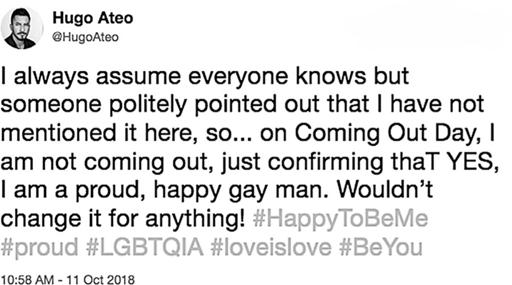 Hugo Ateo
@HugoAteo
I always assume everyone knows but
someone politely pointed out that I have not
mentioned it here, so... on Coming Out Day, I
am not coming out, just confirming thaT YES,
I am a proud, happy gay man. Wouldn't
change it for anything! #HappyToBeMe
#proud #LGBTQIA #loveislove #BeYou
10:58 AM - 11 Oct 2018